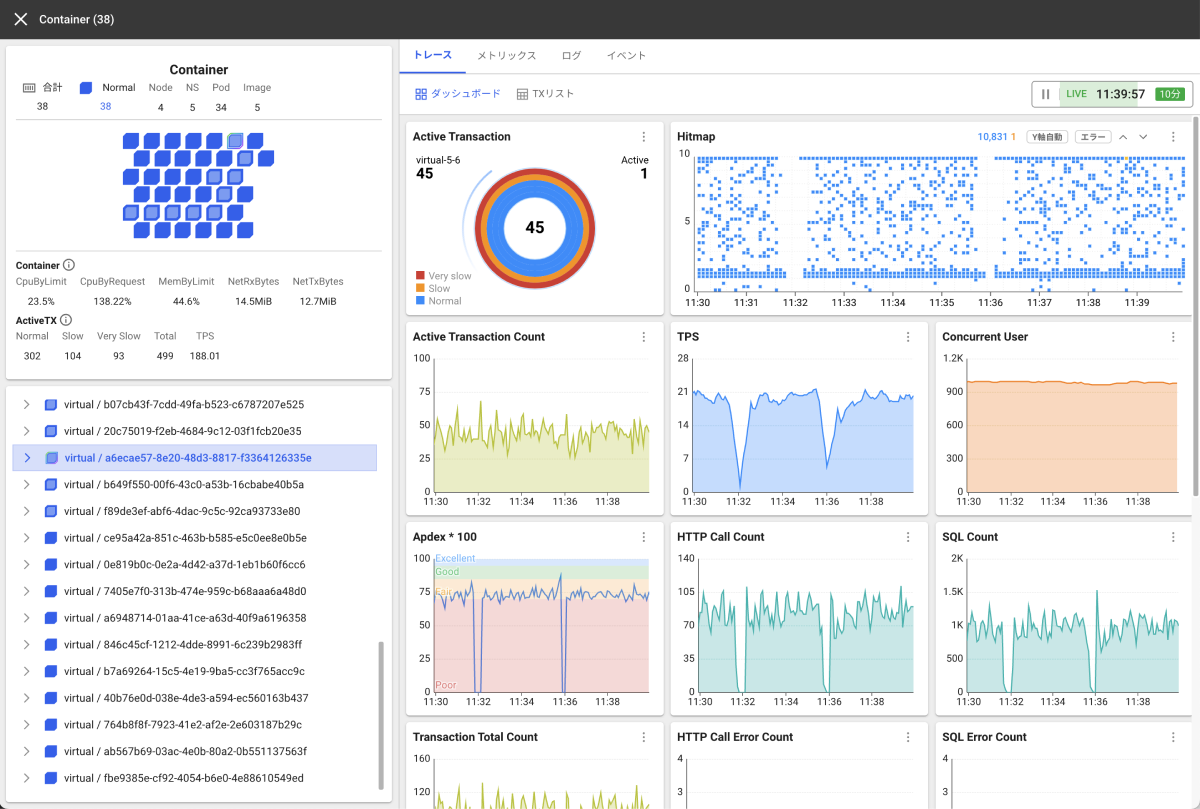 Container (38)
Container
合計 Normal Node NS Pod Image
38 38 4 5 34 5
Container
CpuByLimit CpuByRequest MemByLimit NetRxBytes NetTxBytes
23.5% 138.22% 44.6% 14.5MiB 12.7MiB
ActiveTX
Normal Slow Very Slow Total TPS
302 104 93 499 188.01
virtual / b07cb43f-7cdd-49fa-b523-c6787207e525
virtual / 20c75019-f2eb-4684-9c12-03f1fcb20e35
virtual / a6ecae57-8e20-48d3-8817-f3364126335e
virtual / b649f550-00f6-43c0-a53b-16cbabe40b5a
virtual / f89de3ef-abf6-4dac-9c5c-92ca93733e80
virtual / ce95a42a-851c-463b-b585-e5c0ee8e0b5e
virtual / 0e819b0c-0e2a-4d42-a37d-1eb1b60f6cc6
virtual / 7405e7f0-313b-474e-959c-b68aaa6a48d0
virtual / a6948714-01aa-41ce-a63d-40f9a6196358
virtual / 846c45cf-1212-4dde-8991-6c239b2983ff
virtual / b7a69264-15c5-4e19-9ba5-cc3f765acc9c
virtual / 40b76e0d-038e-4de3-a594-ec560163b437
virtual / 764b8f8f-7923-41e2-af2e-2e603187b29c
virtual / ab567b69-03ac-4e0b-80a2-0b551137563f
virtual / fbe9385e-cf92-4054-b6e0-4e88610549ed
トレース メトリックス ログ イベント
ダッシュボード TXリスト
LIVE 11:39:57 10分
Active Transaction
virtual-5-6 Active
45 1
45
Very slow
Slow
Normal
Hitmap 10,831 1 Y軸自動 エラー
10
5
0
11:30 11:31 11:32 11:33 11:34 11:35 11:36 11:37 11:38 11:39
Active Transaction Count
100
75
50
25
0
11:30 11:32 11:34 11:36 11:38
TPS
28
21
14
7
0
11:30 11:32 11:34 11:36 11:38
Concurrent User
1.2K
900
600
300
0
11:30 11:32 11:34 11:36 11:38
Apdex * 100
100 Excellent
Good
75 Fair
50
25
Poor
0
11:30 11:32 11:34 11:36 11:38
HTTP Call Count
140
105
70
35
0
11:30 11:32 11:34 11:36 11:38
SQL Count
2K
1.5K
1K
500
0
11:30 11:32 11:34 11:36 11:38
Transaction Total Count
160
120
HTTP Call Error Count
4
3
SQL Error Count
4
3